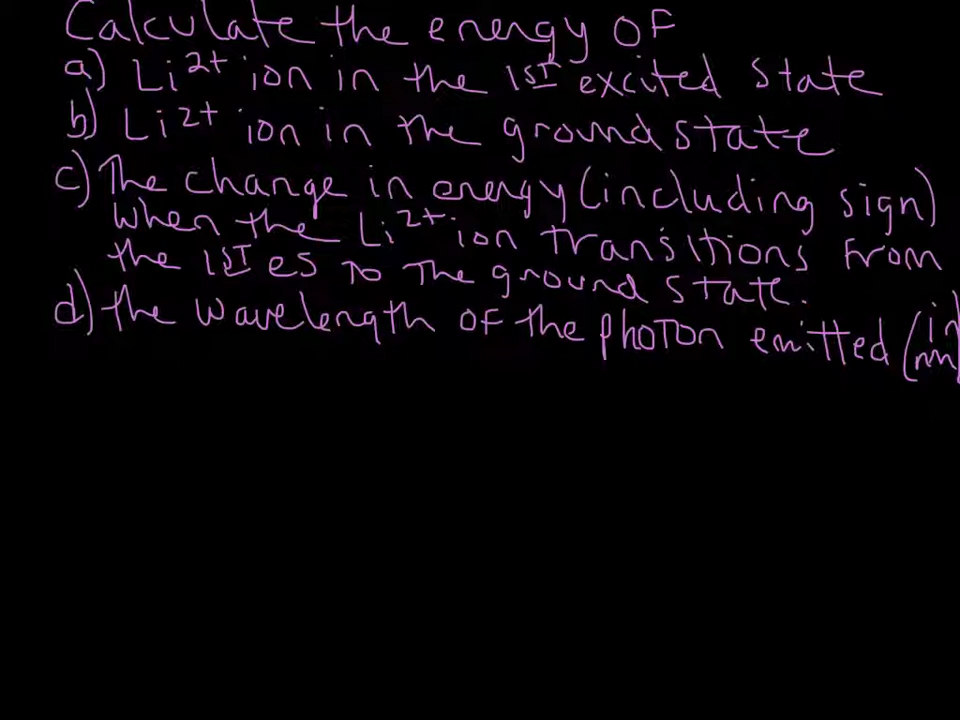 Calculate the energy of
a) Li²⁺ ion in the 1ST excited state
b) Li²⁺ ion in the ground state
c) The change in energy (including sign)
when the Li²⁺ ion transitions from
the 1ST es to the ground state.
d) the wavelength of the photon emitted (in
nm)